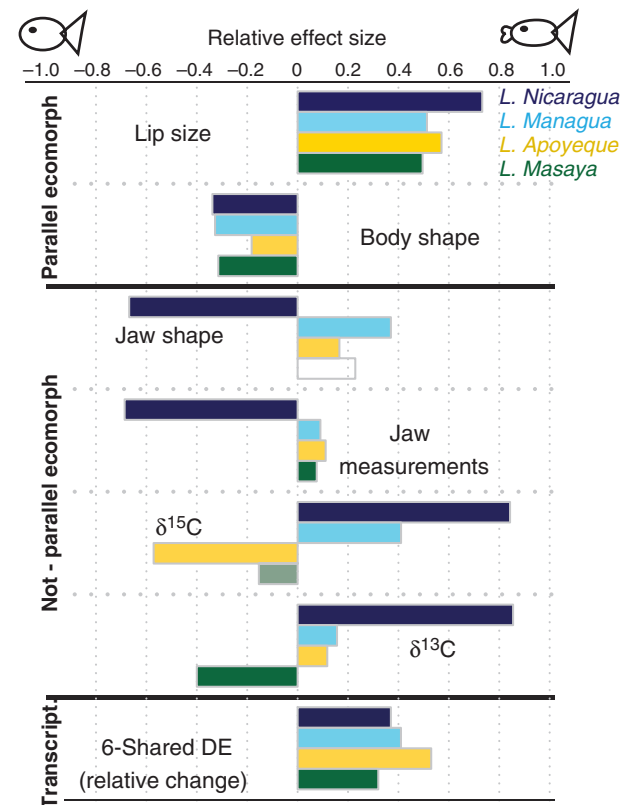 Relative effect size
−1.0 −0.8 −0.6 −0.4 −0.2 0 0.2 0.4 0.6 0.8 1.0
L. Nicaragua
L. Managua
L. Apoyeque
L. Masaya
Parallel ecomorph
Lip size
Body shape
Not - parallel ecomorph
Jaw shape
Jaw
measurements
δ¹⁵C
δ¹³C
Transcript.
6-Shared DE
(relative change)